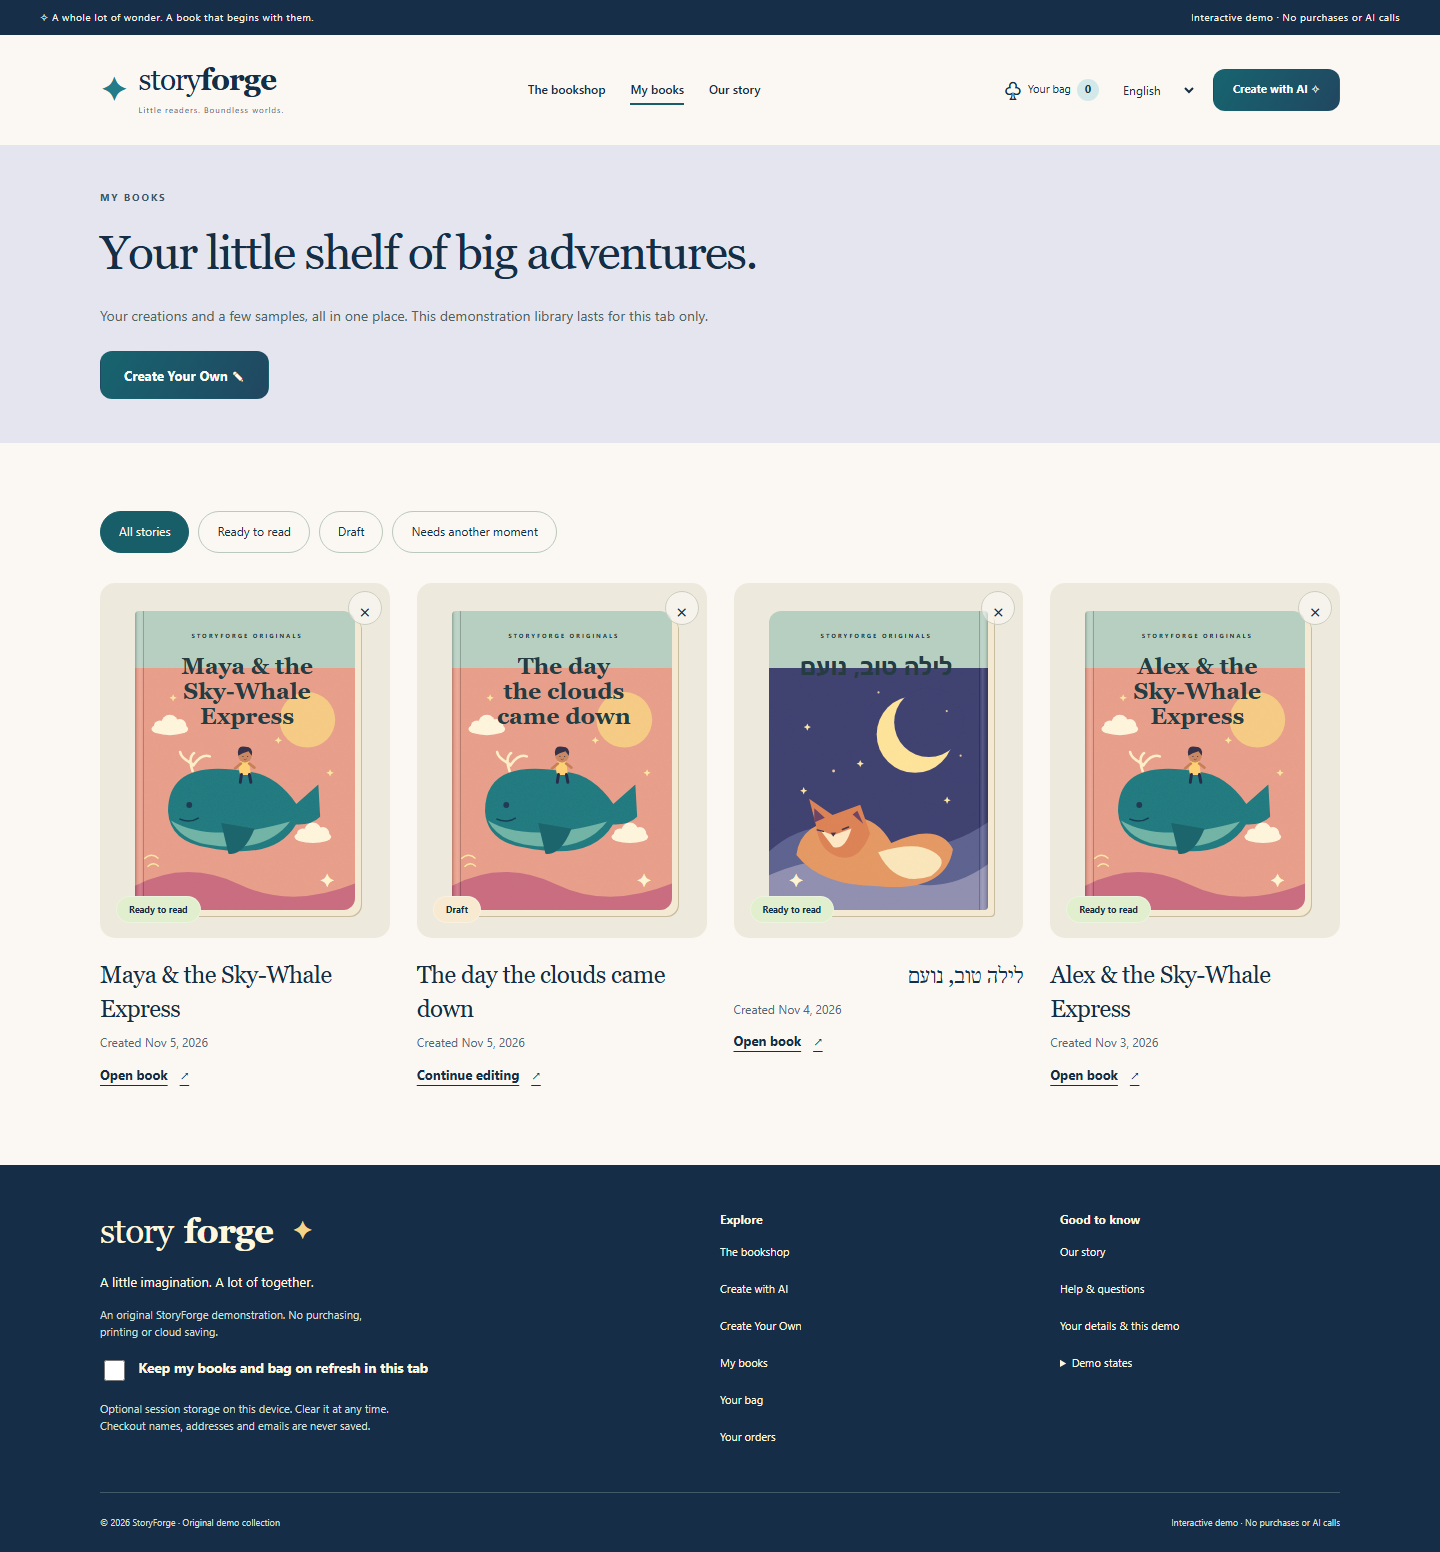 ✧ A whole lot of wonder. A book that begins with them.
Interactive demo · No purchases or AI calls
storyforge
Little readers. Boundless worlds.
The bookshop
My books
Our story
Your bag 0
English
Create with AI ✧
MY BOOKS
Your little shelf of big adventures.
Your creations and a few samples, all in one place. This demonstration library lasts for this tab only.
Create Your Own
All stories
Ready to read
Draft
Needs another moment
STORYFORGE ORIGINALS
Maya & the
Sky-Whale
Express
Ready to read
Maya & the Sky-Whale
Express
Created Nov 5, 2026
Open book ↗
STORYFORGE ORIGINALS
The day
the clouds
came down
Draft
The day the clouds came
down
Created Nov 5, 2026
Continue editing ↗
STORYFORGE ORIGINALS
לילה טוב, נועם
Ready to read
לילה טוב, נועם
Created Nov 4, 2026
Open book ↗
STORYFORGE ORIGINALS
Alex & the
Sky-Whale
Express
Ready to read
Alex & the Sky-Whale
Express
Created Nov 3, 2026
Open book ↗
story forge
A little imagination. A lot of together.
An original StoryForge demonstration. No purchasing,
printing or cloud saving.
Keep my books and bag on refresh in this tab
Optional session storage on this device. Clear it at any time.
Checkout names, addresses and emails are never saved.
Explore
The bookshop
Create with AI
Create Your Own
My books
Your bag
Your orders
Good to know
Our story
Help & questions
Your details & this demo
Demo states
© 2026 StoryForge · Original demo collection
Interactive demo · No purchases or AI calls